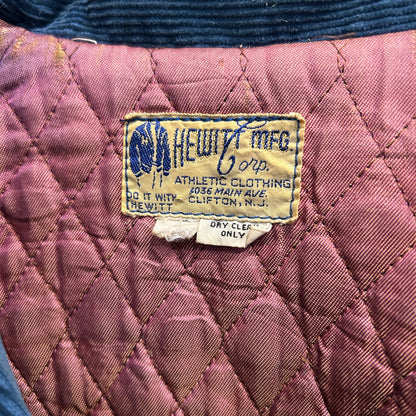 HEWITT MFG.
Corp.
ATHLETIC CLOTHING
1036 MAIN AVE.
CLIFTON, N.J.
DO IT WITH
HEWITT
DRY CLEAN
ONLY